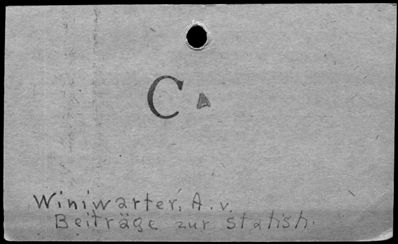 C
Winiwarter, A. v.
Beiträge zur statish.